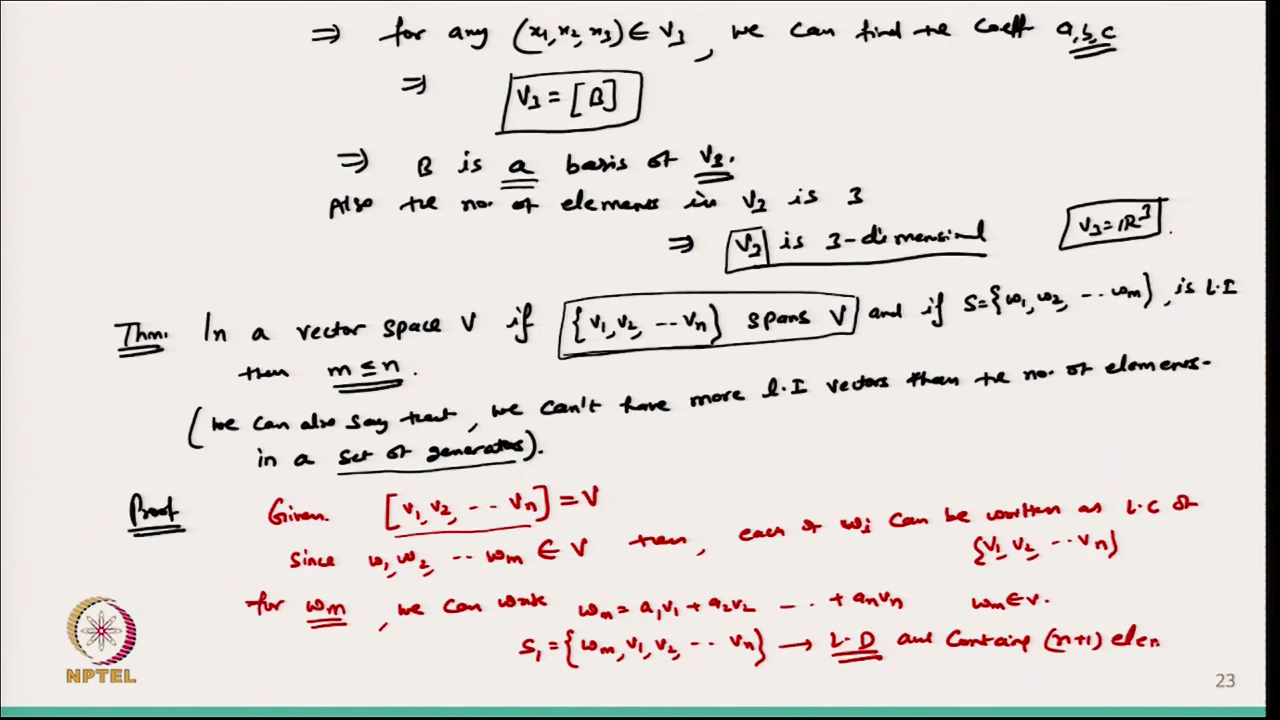 ⇒ for any (x1, x2, x3) ∈ V3, we can find the coeff a,b,c
⇒ V3 = [B]
⇒ B is a basis of V3.
Also the no. of elements in V3 is 3
⇒ V3 is 3-dimensional V3 = IR^3.
Thm. In a vector space V if {v1, v2, -- vn} spans V and if S={w1, w2, -- wm}, is L.I
then m ≤ n.
(we can also say that, we can't have more L.I vectors than the no. of elements.
in a set of generators).
Proof Given [v1, v2, -- vn] = V
Since w1, w2, -- wm ∈ V then, each of wi can be written as L.C of
{v1, v2, -- vn}
for wm, we can write wm = a1v1 + a2v2 --- + anvn wm ∈ V.
S1 = {wm, v1, v2, -- vn} → L.D and contains (n+1) elen
NPTEL
23